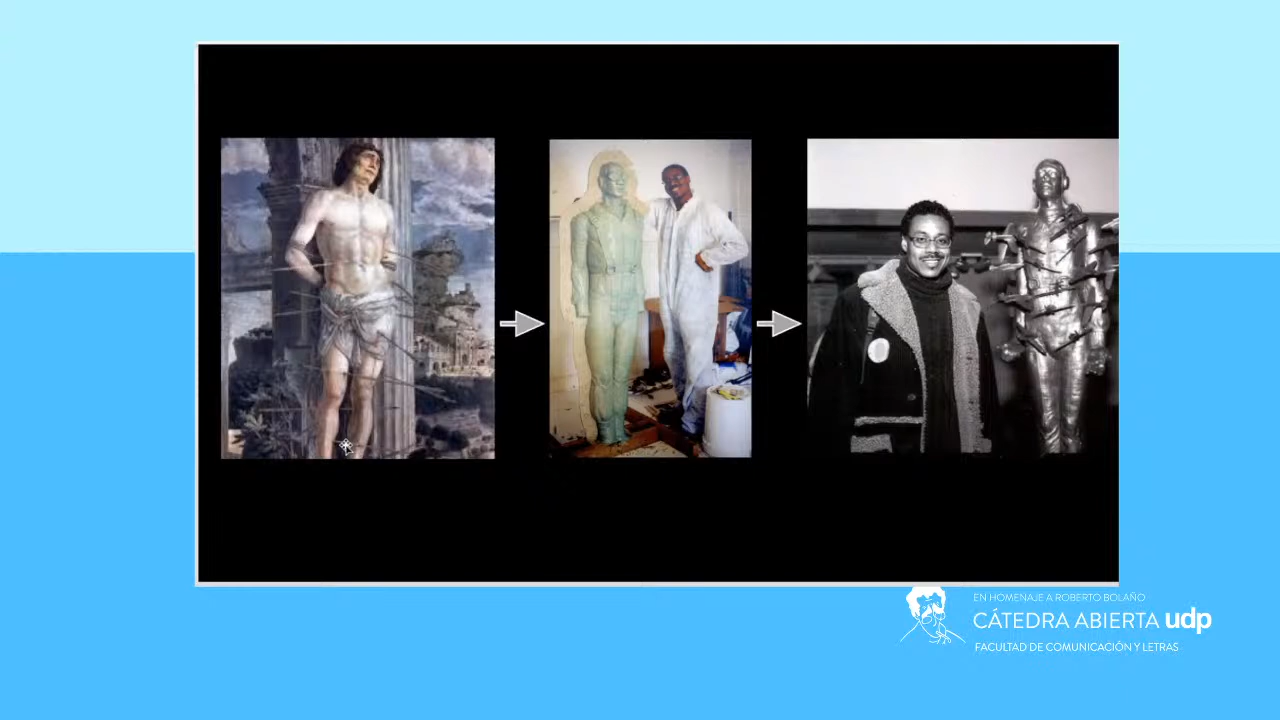 EN HOMENAJE A ROBERTO BOLAÑO
CÁTEDRA ABIERTA udp
FACULTAD DE COMUNICACIÓN Y LETRAS